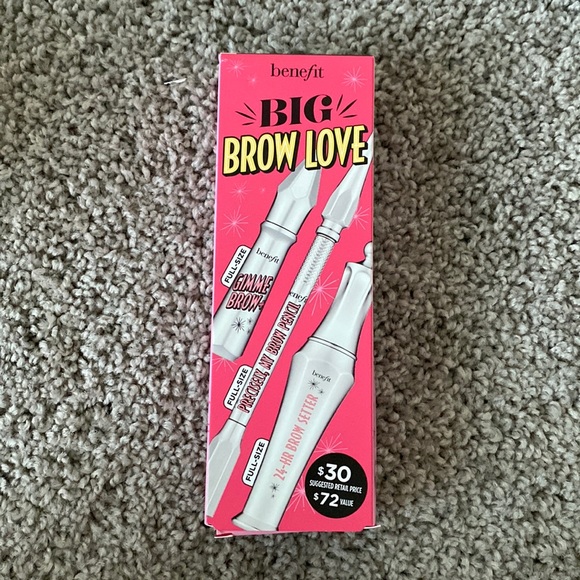 benefit
BIG
BROW LOVE
FULL-SIZE
benefit
GIMME
BROW+
FULL-SIZE
benefit
PRECISELY, MY BROW PENCIL
FULL-SIZE
benefit
24-HR BROW SETTER
$30
SUGGESTED RETAIL PRICE
$72 VALUE